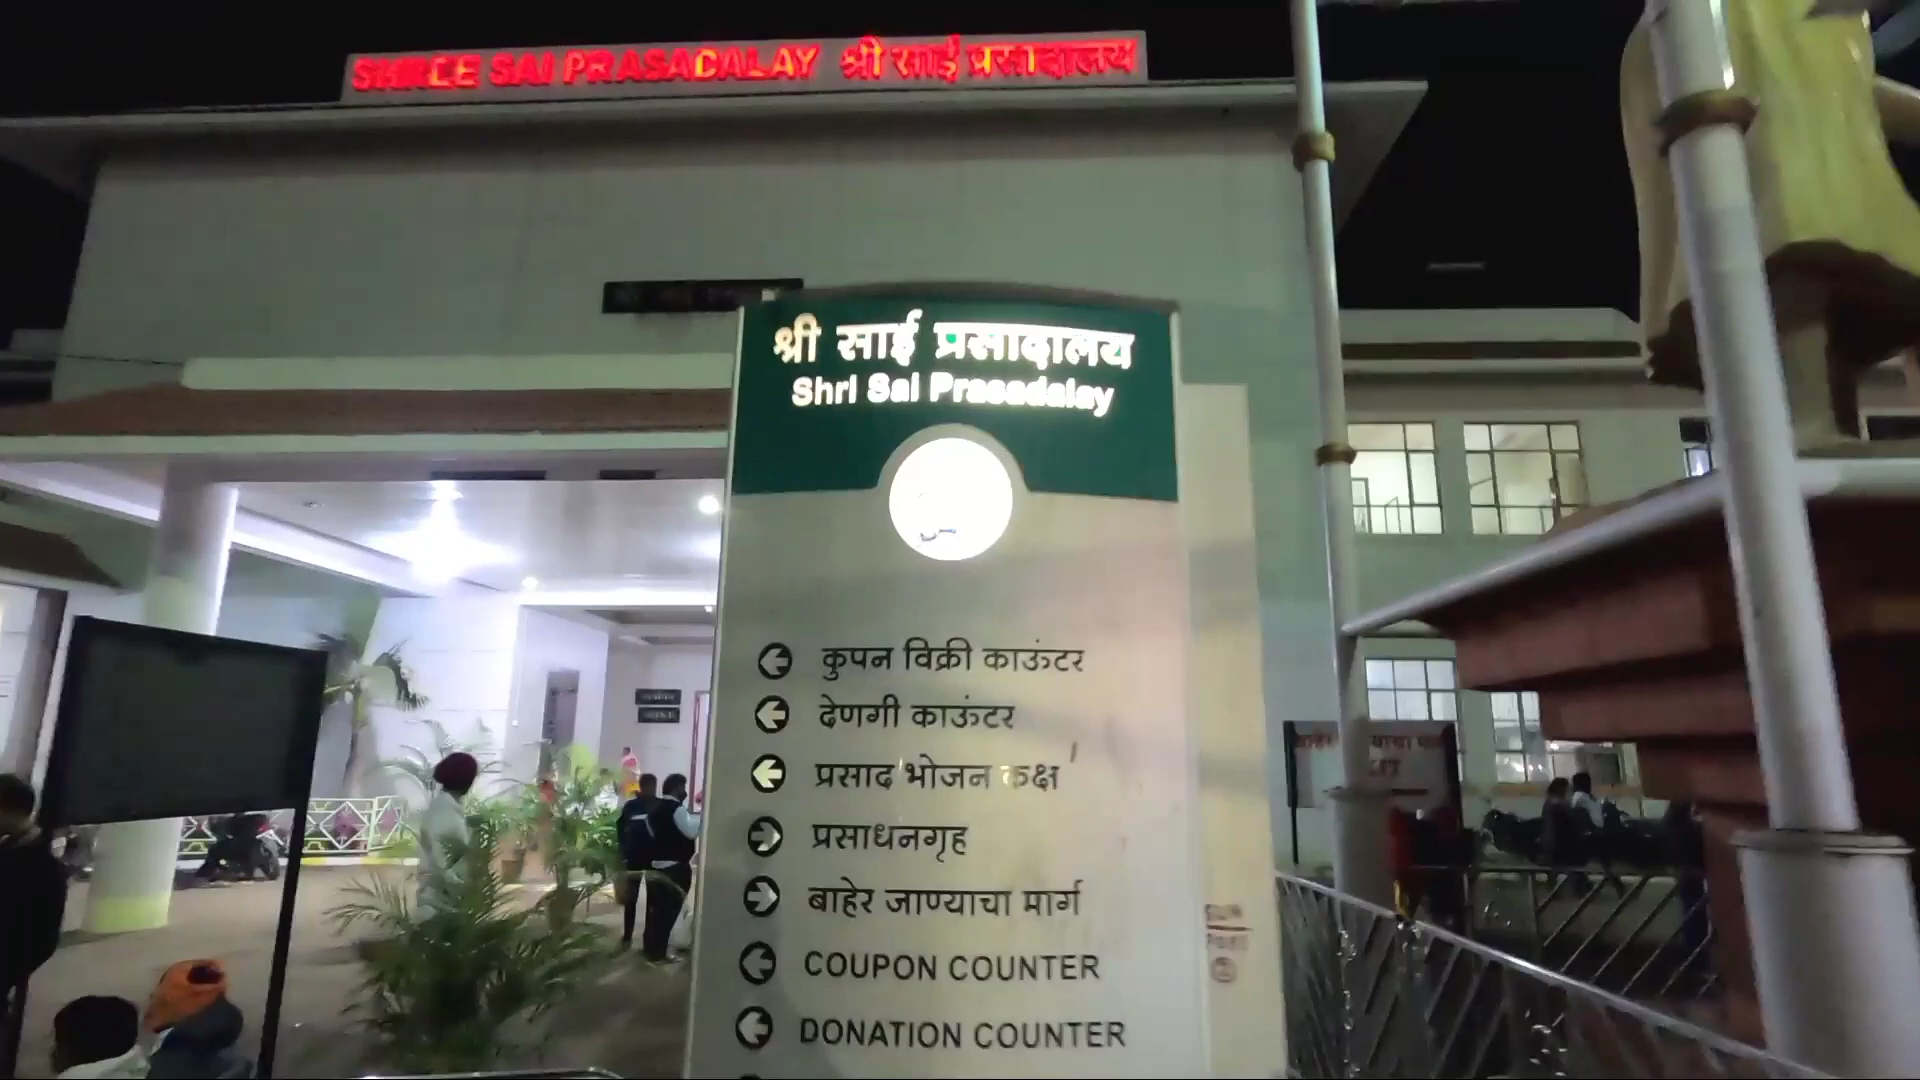 SHREE SAI PRASADALAY श्री साई प्रसादालय
श्री साई प्रसादालय
Shri Sai Prasadalay
कुपन विक्री काऊंटर
देणगी काऊंटर
प्रसाद भोजन कक्ष
प्रसाधनगृह
बाहेर जाण्याचा मार्ग
COUPON COUNTER
DONATION COUNTER